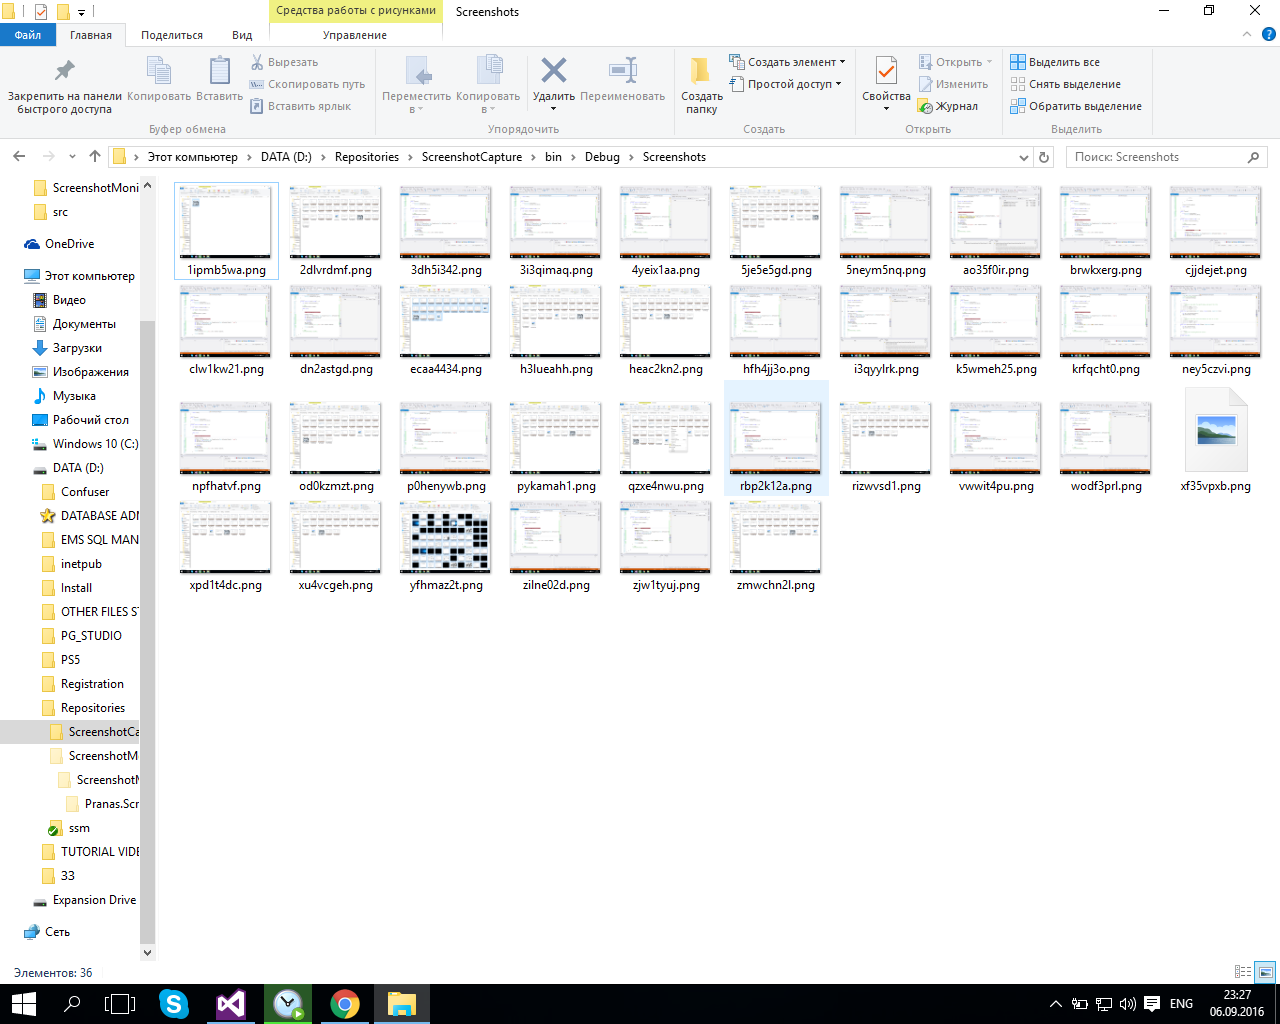 Средства работы с рисунками
Screenshots
Файл
Главная
Поделиться
Вид
Управление
Закрепить на панели быстрого доступа
Копировать
Вставить
Вырезать
Скопировать путь
Вставить ярлык
Буфер обмена
Переместить в
Копировать в
Удалить
Переименовать
Упорядочить
Создать папку
Создать элемент
Простой доступ
Создать
Свойства
Открыть
Изменить
Журнал
Открыть
Выделить все
Снять выделение
Обратить выделение
Выделить
Этот компьютер
DATA (D:)
Repositories
ScreenshotCapture
bin
Debug
Screenshots
Поиск: Screenshots
ScreenshotMoni
src
OneDrive
Этот компьютер
Видео
Документы
Загрузки
Изображения
Музыка
Рабочий стол
Windows 10 (C:)
DATA (D:)
Confuser
DATABASE ADM
EMS SQL MAN
inetpub
Install
OTHER FILES ST
PG_STUDIO
PS5
Registration
Repositories
ScreenshotCa
ScreenshotM
ScreenshotM
Pranas.Scr
ssm
TUTORIAL VIDE
33
Expansion Drive
Сеть
1ipmb5wa.png
2dlvrdmf.png
3dh5i342.png
3i3qimaq.png
4yeix1aa.png
5je5e5gd.png
5neym5nq.png
ao35f0ir.png
brwkxerg.png
cjjdejet.png
clw1kw21.png
dn2astgd.png
ecaa4434.png
h3lueahh.png
heac2kn2.png
hfh4jj3o.png
i3qyylrk.png
k5wmeh25.png
krfqcht0.png
ney5czvi.png
npfhatvf.png
od0kzmzt.png
p0henywb.png
pykamah1.png
qzxe4nwu.png
rbp2k12a.png
rizwvsd1.png
vwwit4pu.png
wodf3prl.png
xf35vpxb.png
xpd1t4dc.png
xu4vcgeh.png
yfhmaz2t.png
zilne02d.png
zjw1tyuj.png
zmwchn2l.png
Элементов: 36
ENG
23:27
06.09.2016